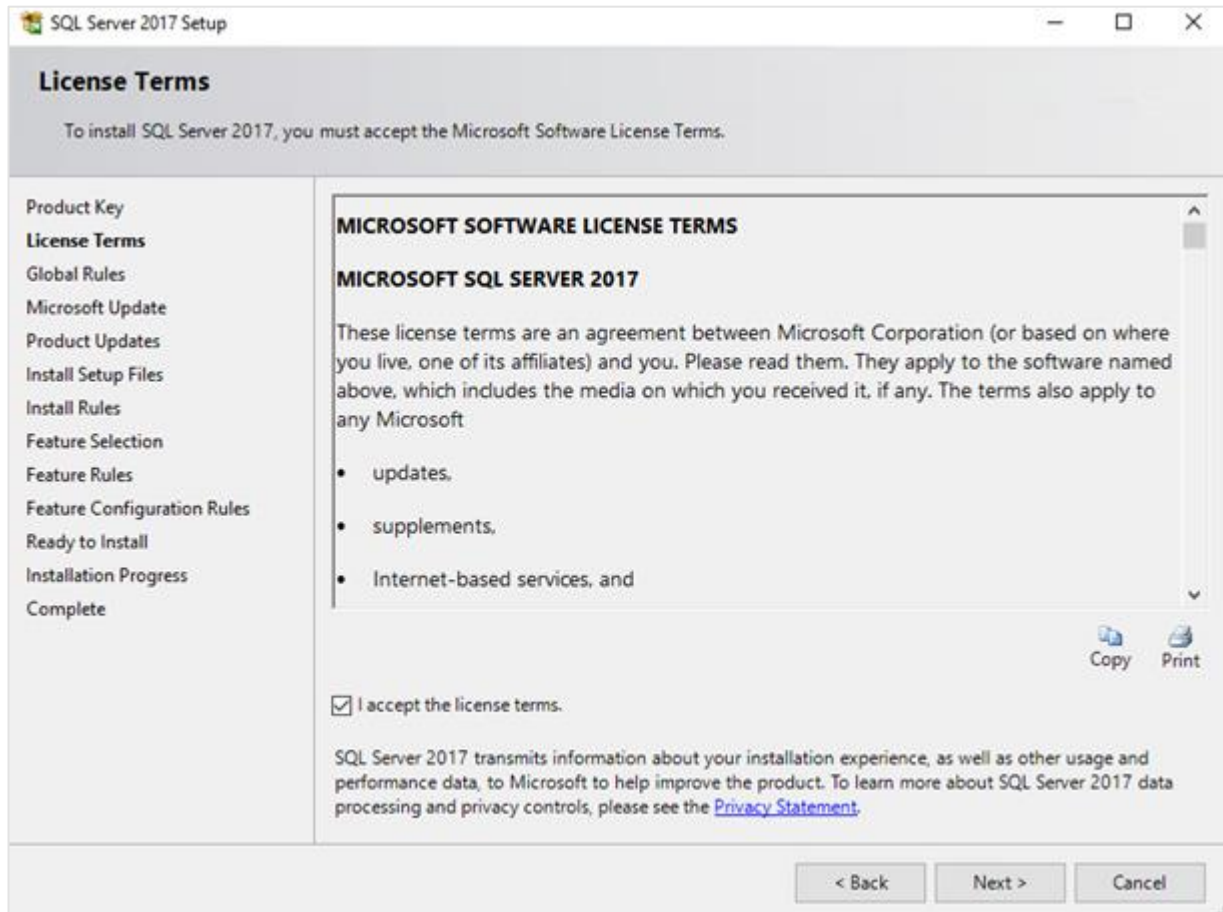 SQL Server 2017 Setup
License Terms
To install SQL Server 2017, you must accept the Microsoft Software License Terms.
Product Key
License Terms
Global Rules
Microsoft Update
Product Updates
Install Setup Files
Install Rules
Feature Selection
Feature Rules
Feature Configuration Rules
Ready to Install
Installation Progress
Complete
MICROSOFT SOFTWARE LICENSE TERMS
MICROSOFT SQL SERVER 2017
These license terms are an agreement between Microsoft Corporation (or based on where
you live, one of its affiliates) and you. Please read them. They apply to the software named
above, which includes the media on which you received it, if any. The terms also apply to
any Microsoft
• updates,
• supplements,
• Internet-based services, and
Copy Print
I accept the license terms.
SQL Server 2017 transmits information about your installation experience, as well as other usage and
performance data, to Microsoft to help improve the product. To learn more about SQL Server 2017 data
processing and privacy controls, please see the Privacy Statement.
< Back Next > Cancel